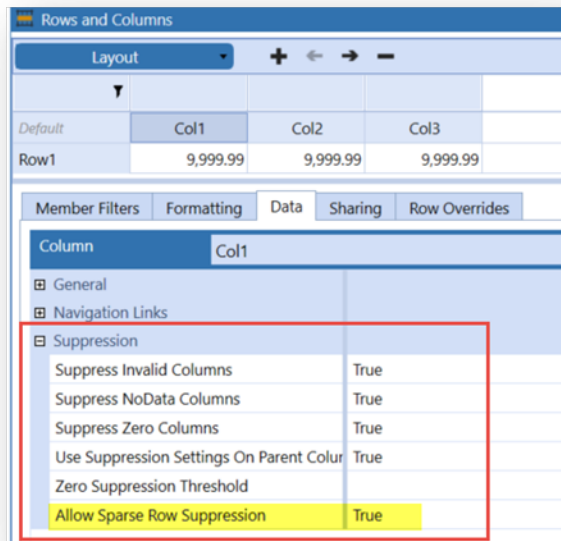 Rows and Columns
Layout
Default Col1 Col2 Col3
Row1 9,999.99 9,999.99 9,999.99
Member Filters Formatting Data Sharing Row Overrides
Column Col1
General
Navigation Links
Suppression
Suppress Invalid Columns True
Suppress NoData Columns True
Suppress Zero Columns True
Use Suppression Settings On Parent Colur True
Zero Suppression Threshold
Allow Sparse Row Suppression True